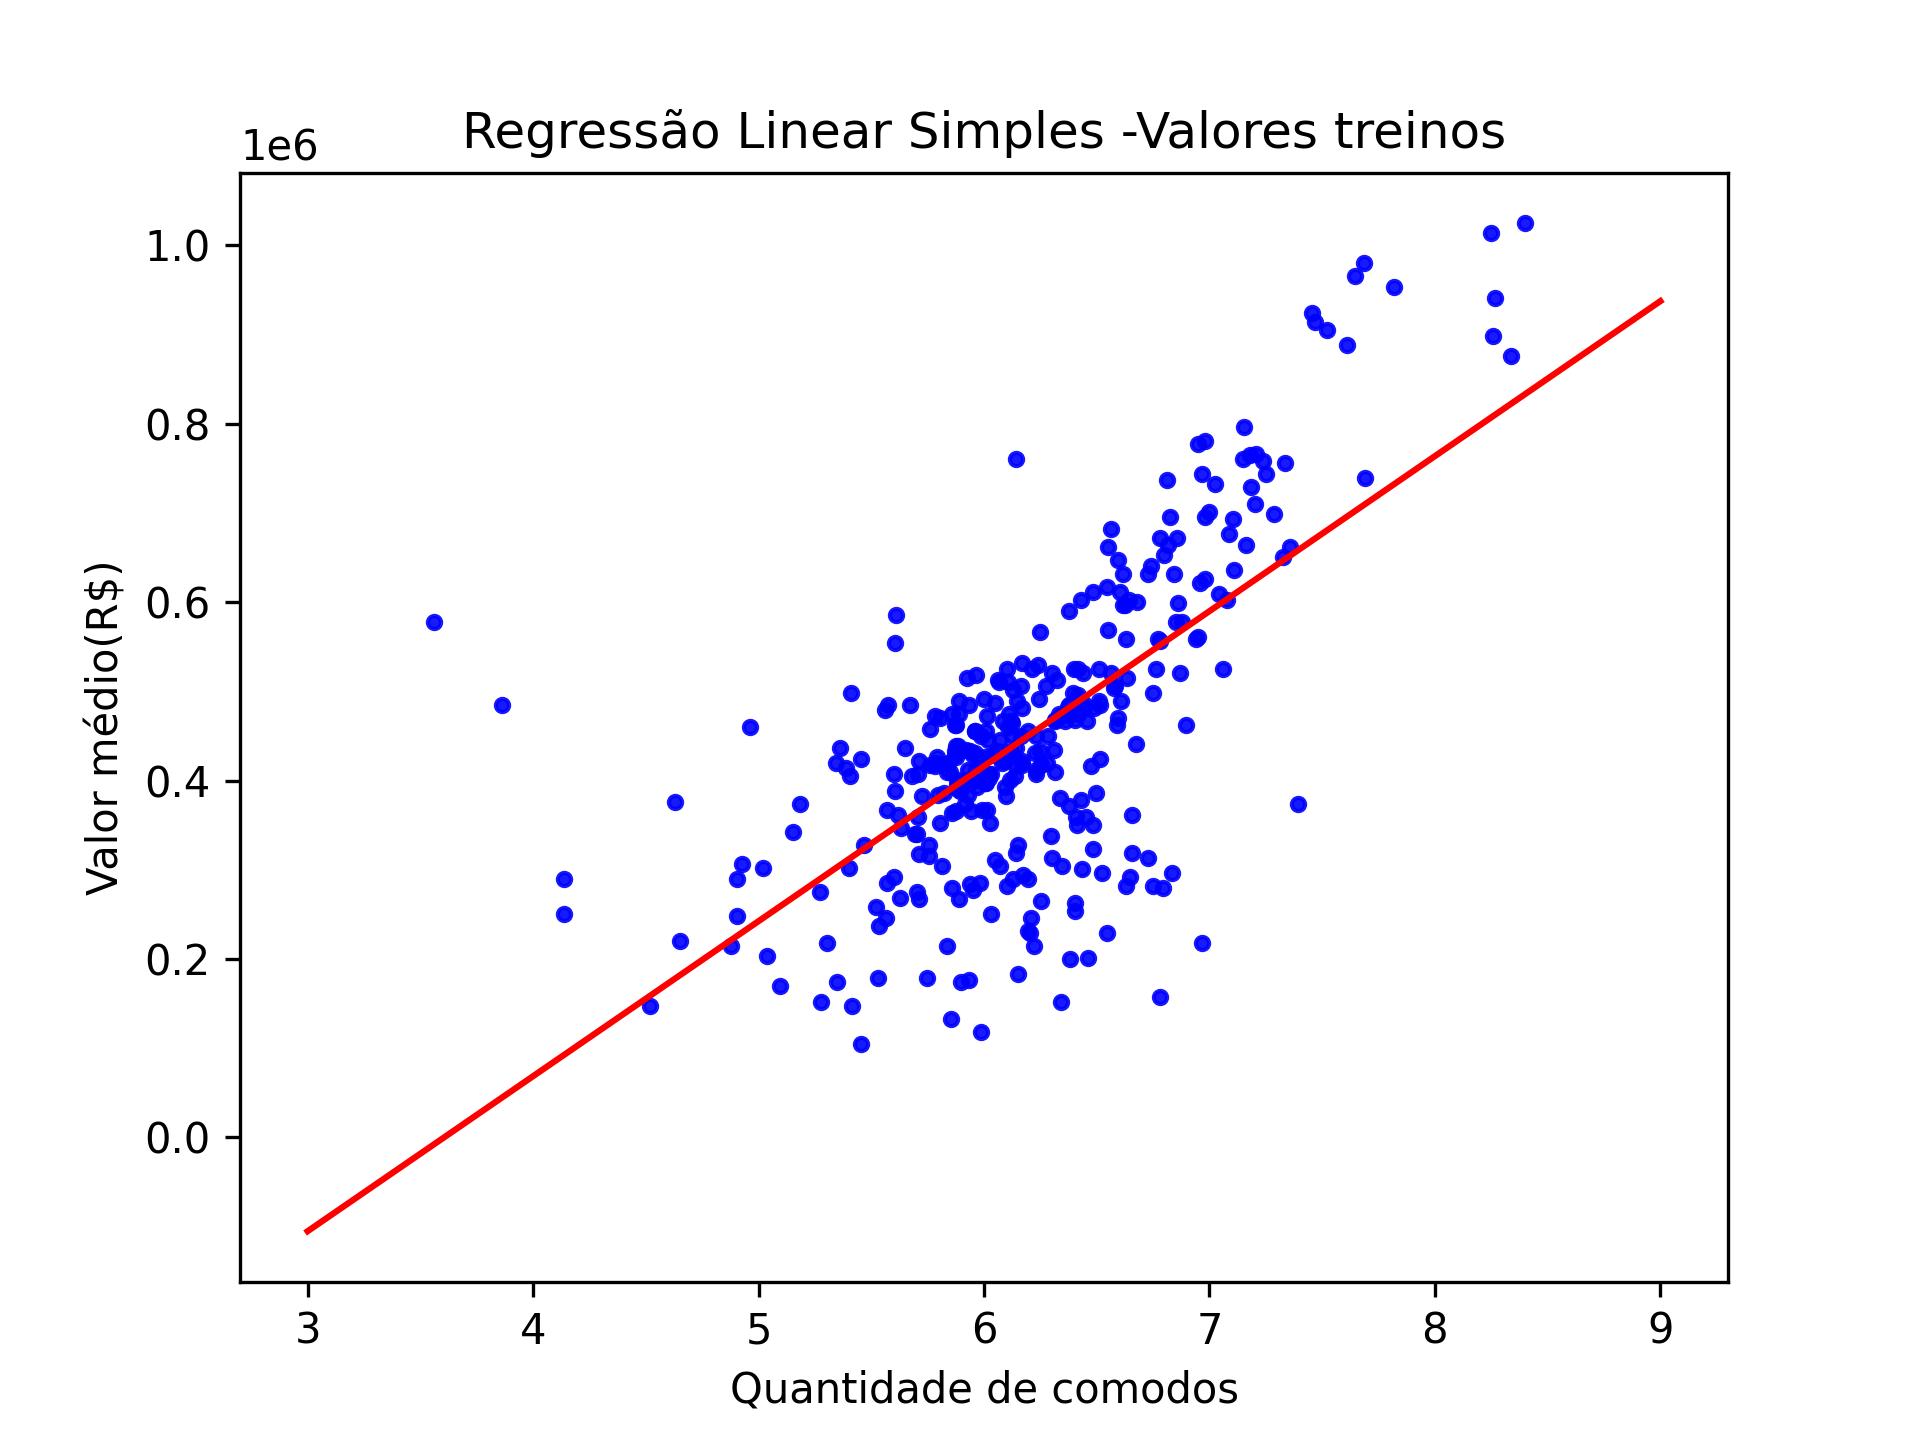 Regressão Linear Simples -Valores treinos
1e6
1.0
0.8
0.6
0.4
0.2
0.0
Valor médio(R$)
3 4 5 6 7 8 9
Quantidade de comodos